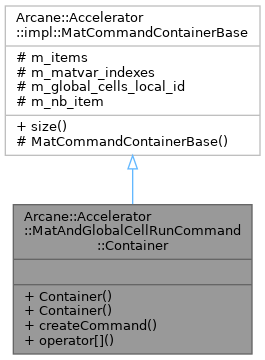 Arcane::Accelerator
::impl::MatCommandContainerBase
# m_items
# m_matvar_indexes
# m_global_cells_local_id
# m_nb_item
+ size()
# MatCommandContainerBase()
Arcane::Accelerator
::MatAndGlobalCellRunCommand
::Container
+ Container()
+ Container()
+ createCommand()
+ operator[]()